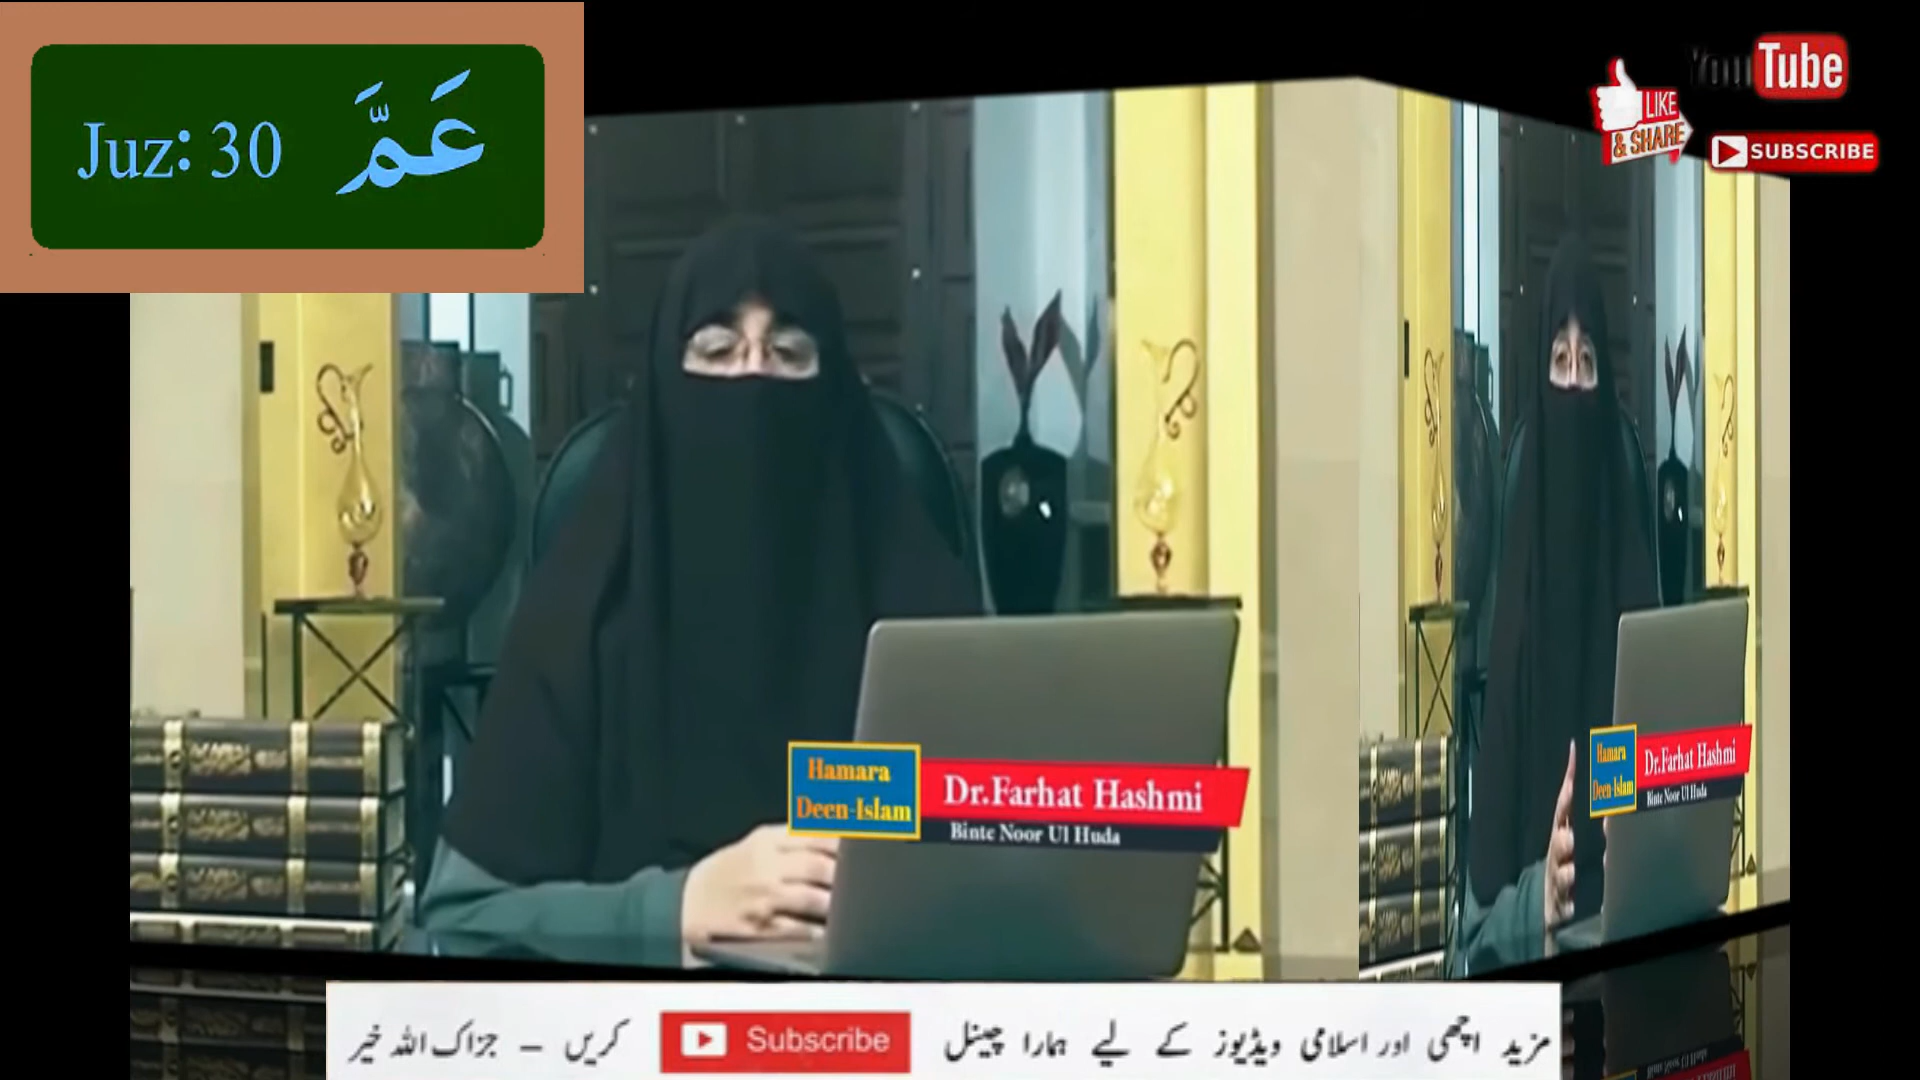 Juz: 30 عَمَّ
YouTube
LIKE
& SHARE
SUBSCRIBE
Hamara
Deen-Islam
Dr.Farhat Hashmi
Binte Noor Ul Huda
Hamara
Deen-Islam
Dr.Farhat Hashmi
Binte Noor Ul Huda
مزید اچھی اور اسلامی ویڈیوز کے لیے ہمارا چینل Subscribe کریں – جزاک اللہ خیر